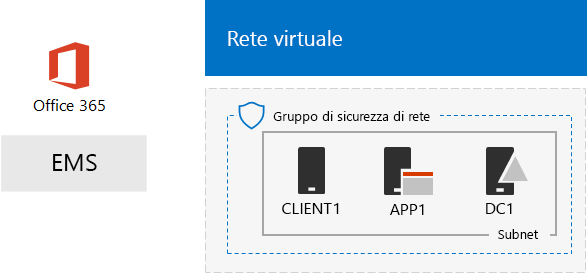 Rete virtuale
Office 365
EMS
Gruppo di sicurezza di rete
CLIENT1
APP1
DC1
Subnet